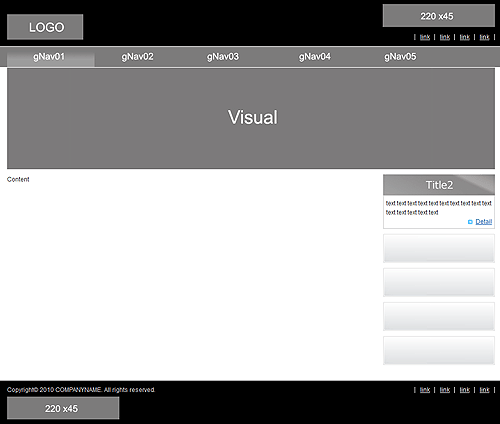 LOGO
220 x45
| link | link | link | link |
gNav01 gNav02 gNav03 gNav04 gNav05
Visual
Content
Title2
text text text text text text text text text text
text text text text text
Detail
Copyright© 2010 COMPANYNAME. All rights reserved.
| link | link | link | link |
220 x45